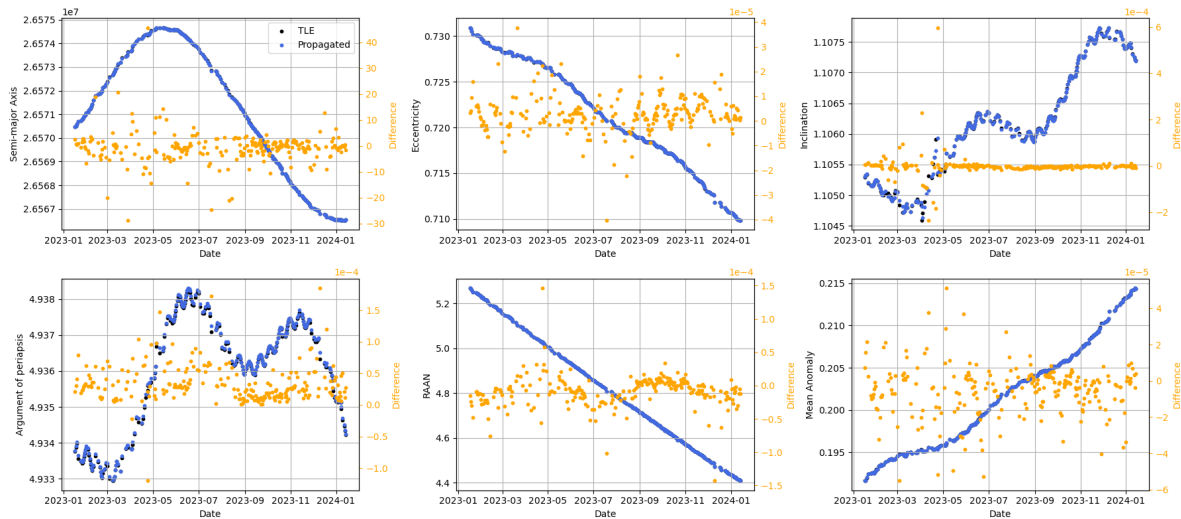 1e7
2.6575
2.6574
2.6573
2.6572
2.6571
2.6570
2.6569
2.6568
2.6567
Semi-major Axis
TLE
Propagated
40
30
20
10
0
−10
−20
−30
Difference
2023-01 2023-03 2023-05 2023-07 2023-09 2023-11 2024-01
Date
0.730
0.725
0.720
0.715
0.710
Eccentricity
1e−5
4
3
2
1
0
−1
−2
−3
−4
Difference
2023-01 2023-03 2023-05 2023-07 2023-09 2023-11 2024-01
Date
1.1075
1.1070
1.1065
1.1060
1.1055
1.1050
1.1045
Inclination
1e−4
6
4
2
0
−2
Difference
2023-01 2023-03 2023-05 2023-07 2023-09 2023-11 2024-01
Date
4.938
4.937
4.936
4.935
4.934
4.933
Argument of periapsis
1e−4
1.5
1.0
0.5
0.0
−0.5
−1.0
Difference
2023-01 2023-03 2023-05 2023-07 2023-09 2023-11 2024-01
Date
5.2
5.0
4.8
4.6
4.4
RAAN
1e−4
1.5
1.0
0.5
0.0
−0.5
−1.0
−1.5
Difference
2023-01 2023-03 2023-05 2023-07 2023-09 2023-11 2024-01
Date
0.215
0.210
0.205
0.200
0.195
Mean Anomaly
1e−5
4
2
0
−2
−4
−6
Difference
2023-01 2023-03 2023-05 2023-07 2023-09 2023-11 2024-01
Date